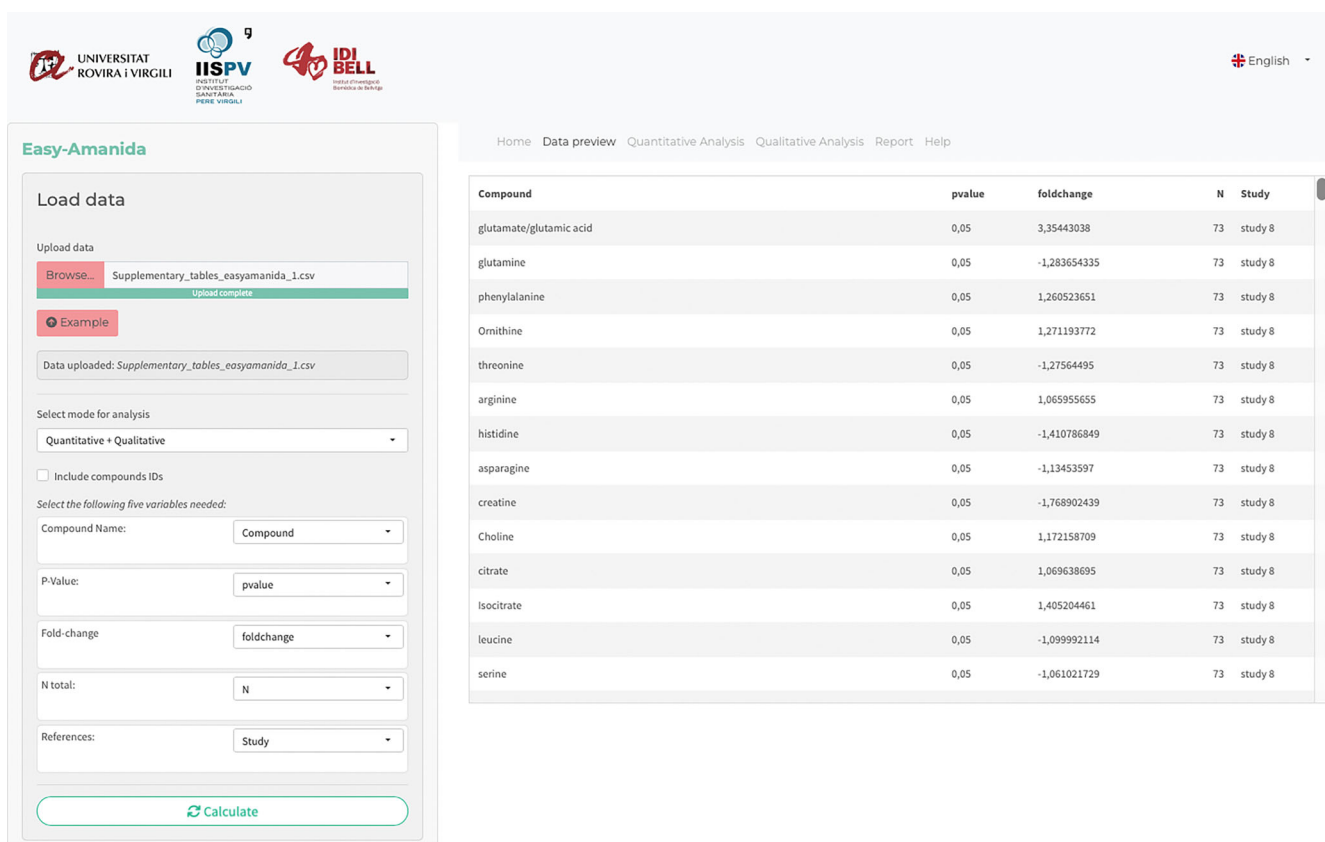 UNIVERSITAT
ROVIRA i VIRGILI
IISPV
INSTITUT
D'INVESTIGACIÓ
SANITÀRIA
PERE VIRGILI
IDI
BELL
Institut d'Investigació
Biomèdica de Bellvitge
English
Easy-Amanida
Load data
Upload data
Browse... Supplementary_tables_easyamanida_1.csv
Upload complete
Example
Data uploaded: Supplementary_tables_easyamanida_1.csv
Select mode for analysis
Quantitative + Qualitative
Include compounds IDs
Select the following five variables needed:
Compound Name: Compound
P-Value: pvalue
Fold-change foldchange
N total: N
References: Study
Calculate
Home Data preview Quantitative Analysis Qualitative Analysis Report Help
Compound pvalue foldchange N Study
glutamate/glutamic acid 0,05 3,35443038 73 study 8
glutamine 0,05 -1,283654335 73 study 8
phenylalanine 0,05 1,260523651 73 study 8
Ornithine 0,05 1,271193772 73 study 8
threonine 0,05 -1,27564495 73 study 8
arginine 0,05 1,065955655 73 study 8
histidine 0,05 -1,410786849 73 study 8
asparagine 0,05 -1,13453597 73 study 8
creatine 0,05 -1,768902439 73 study 8
Choline 0,05 1,172158709 73 study 8
citrate 0,05 1,069638695 73 study 8
Isocitrate 0,05 1,405204461 73 study 8
leucine 0,05 -1,099992114 73 study 8
serine 0,05 -1,061021729 73 study 8